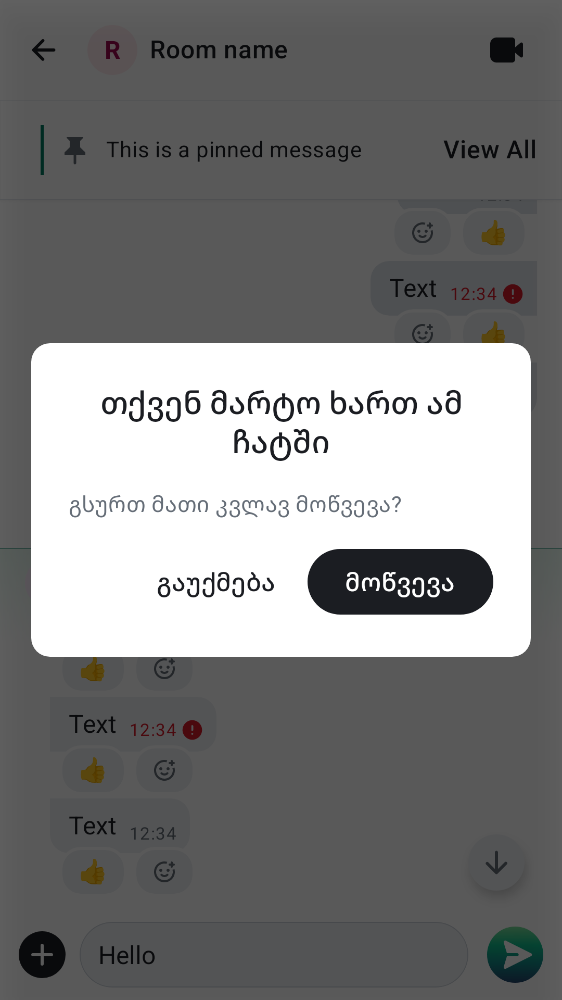 R
Room name
This is a pinned message
View All
Text 12:34
თქვენ მარტო ხართ ამ
ჩატში
გსურთ მათი კვლავ მოწვევა?
გაუქმება
მოწვევა
Text 12:34
Text 12:34
Hello